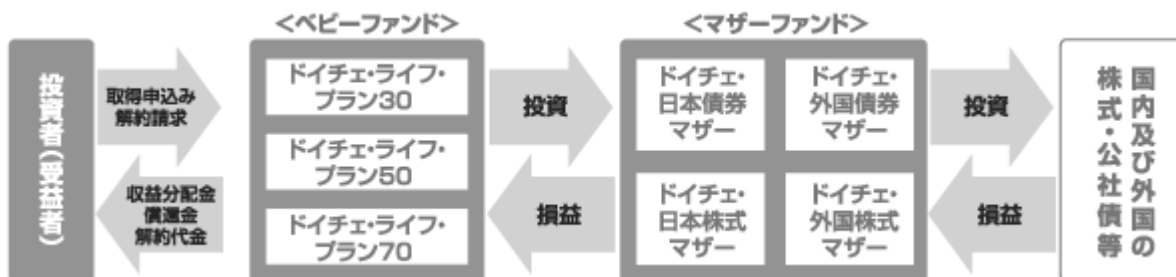 <ベビーファンド>
<マザーファンド>
投資者(受益者)
取得申込み
解約請求
収益分配金
償還金
解約代金
ドイチェ・ライフ・
プラン30
ドイチェ・ライフ・
プラン50
ドイチェ・ライフ・
プラン70
投資
損益
ドイチェ・
日本債券
マザー
ドイチェ・
外国債券
マザー
ドイチェ・
日本株式
マザー
ドイチェ・
外国株式
マザー
投資
損益
国内及び外国の
株式・公社債等